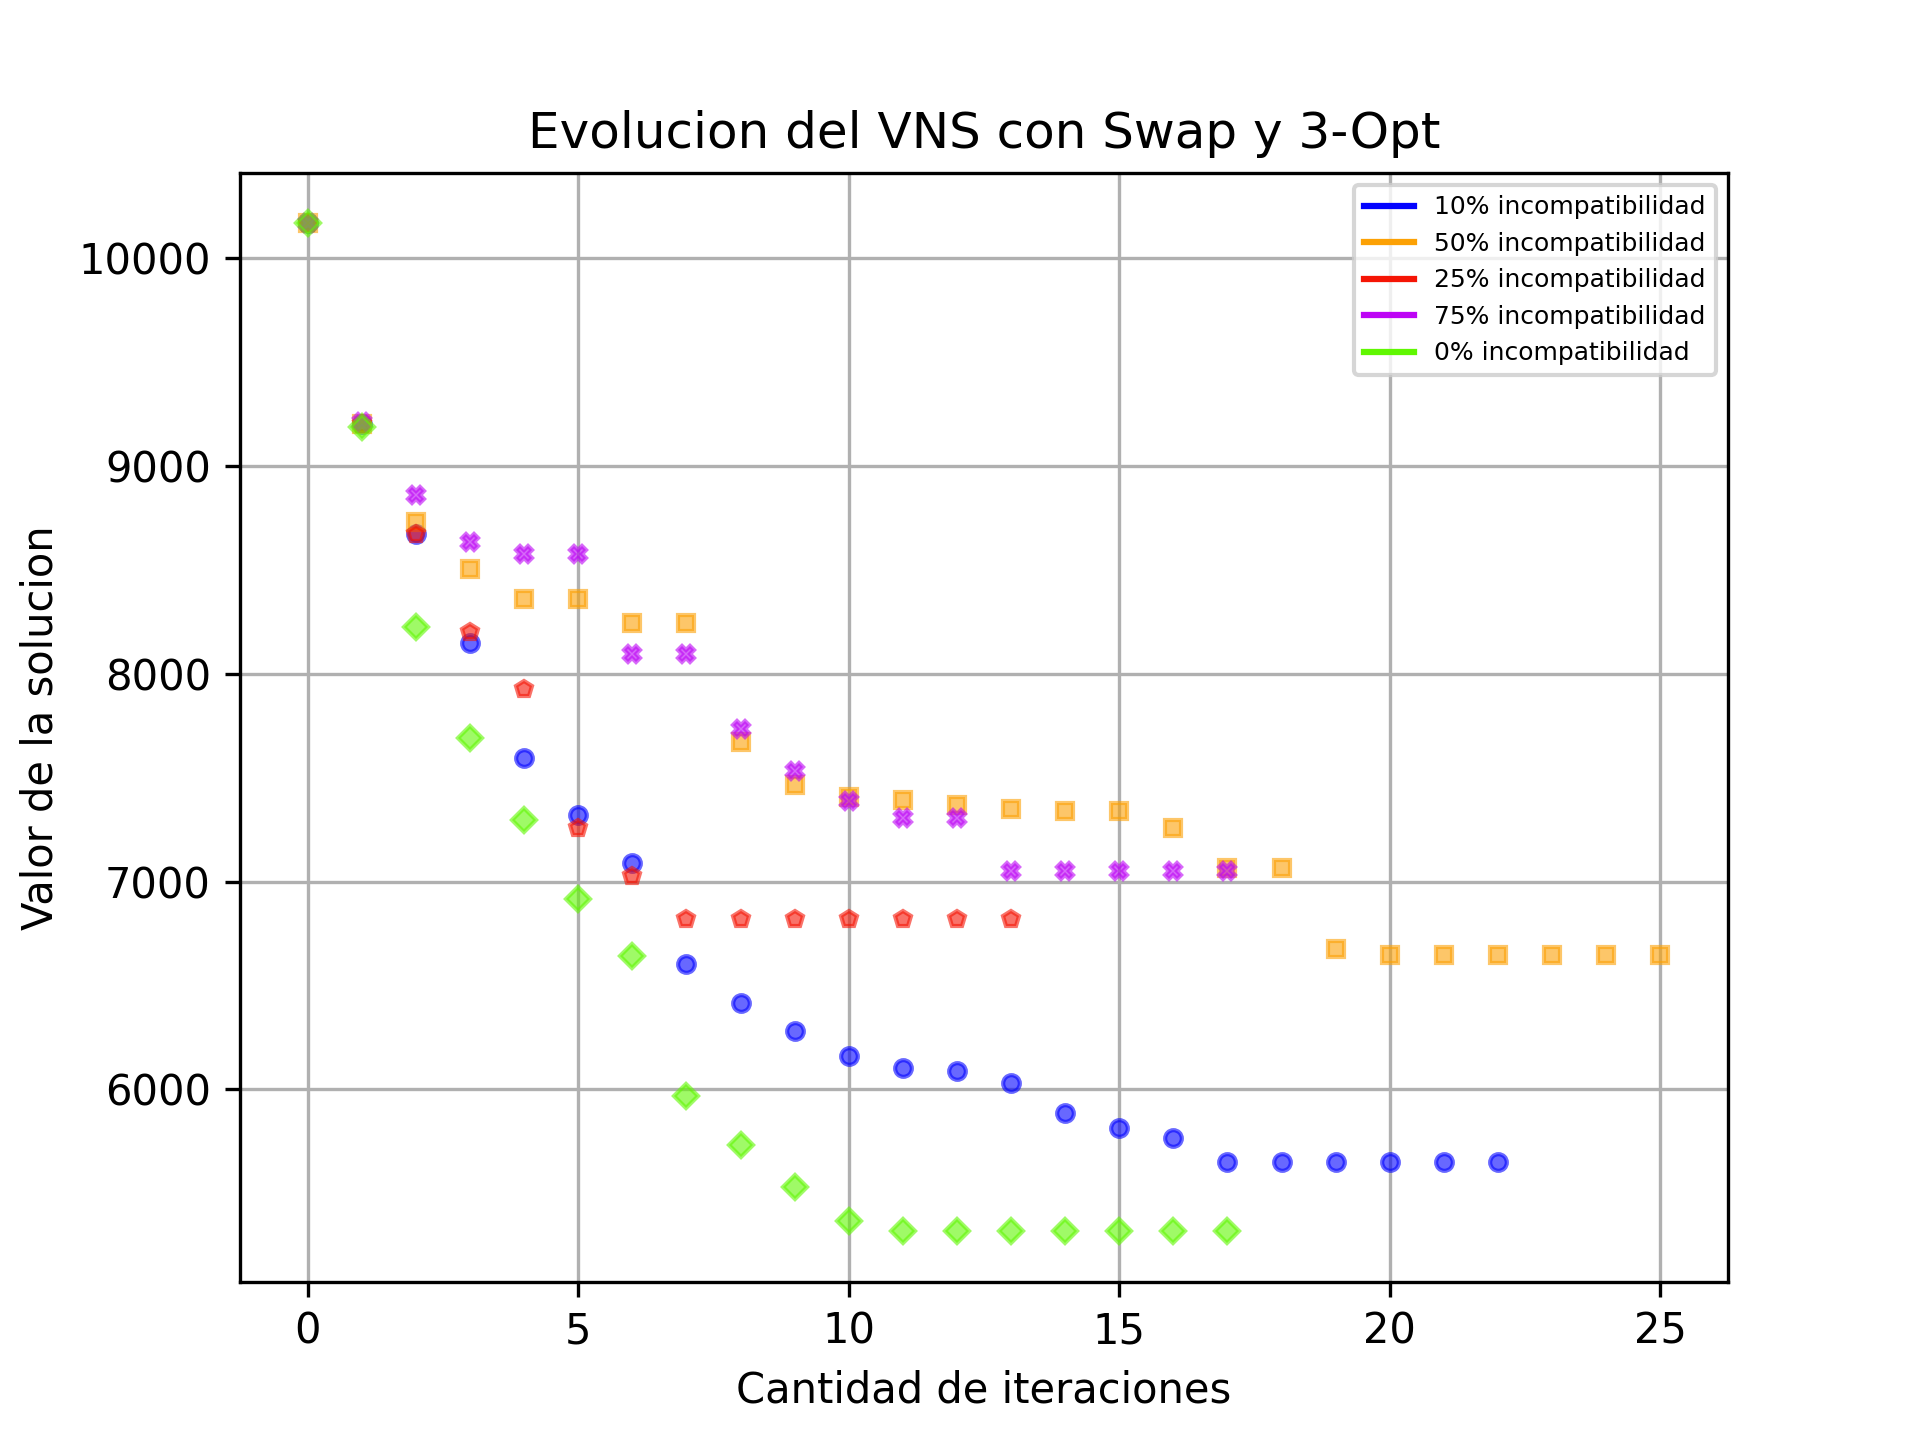 Evolucion del VNS con Swap y 3-Opt
10% incompatibilidad
50% incompatibilidad
25% incompatibilidad
75% incompatibilidad
0% incompatibilidad
Valor de la solucion
10000
9000
8000
7000
6000
0 5 10 15 20 25
Cantidad de iteraciones